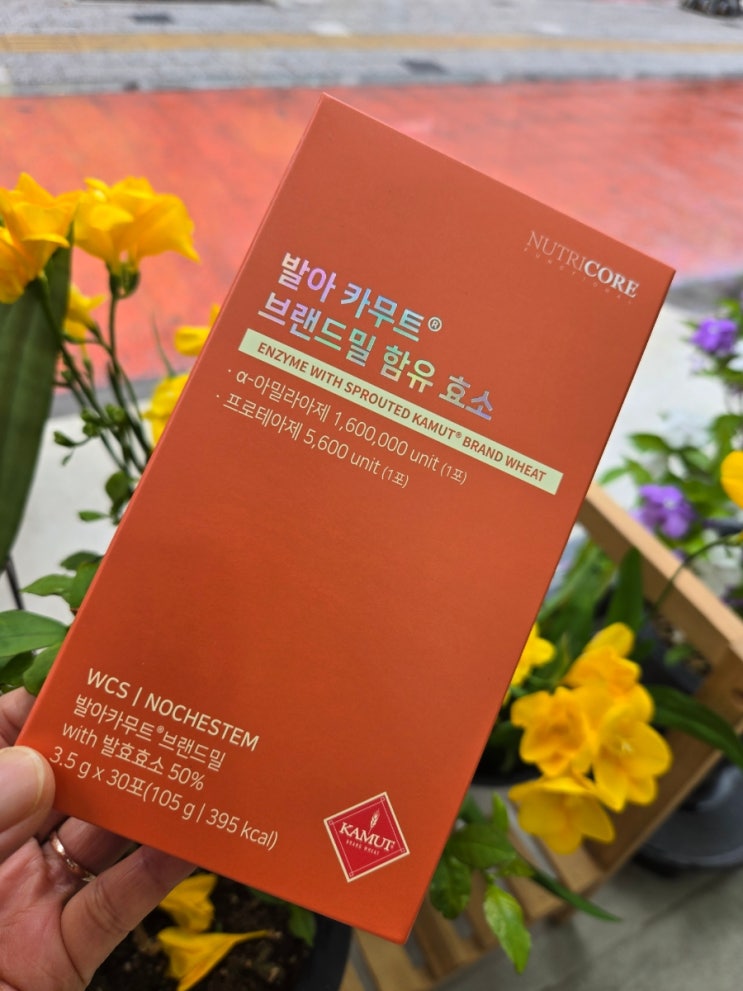 NUTRICORE
FUNCTIONAL
발아 카무트®
브랜드밀 함유 효소
ENZYME WITH SPROUTED KAMUT® BRAND WHEAT
· α-아밀라아제 1,600,000 unit (1포)
· 프로테아제 5,600 unit (1포)
WCS | NOCHESTEM
발아카무트®브랜드밀
with 발효효소 50%
3.5 g x 30포(105 g | 395 kcal)
KAMUT